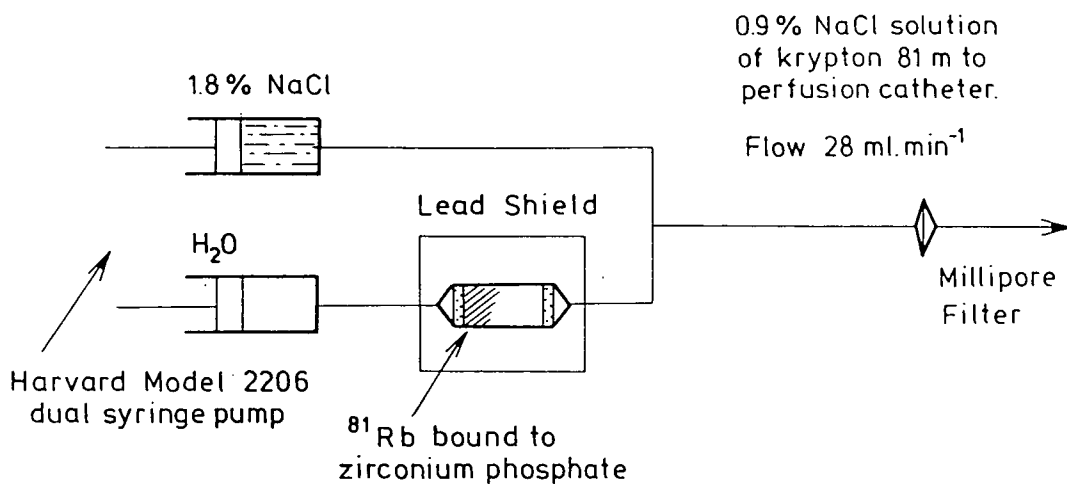 0.9% NaCl solution
of krypton 81 m to
perfusion catheter.
Flow 28 ml.min⁻¹
1.8% NaCl
Lead Shield
H₂O
Millipore
Filter
Harvard Model 2206
dual syringe pump
⁸¹Rb bound to
zirconium phosphate